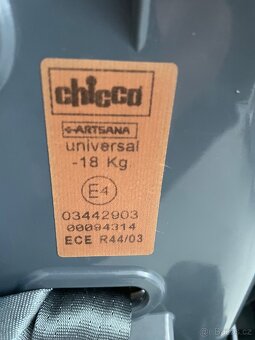 chicco
ARTSANA
universal
-18 Kg
E4
03442903
00094314
ECE R44/03